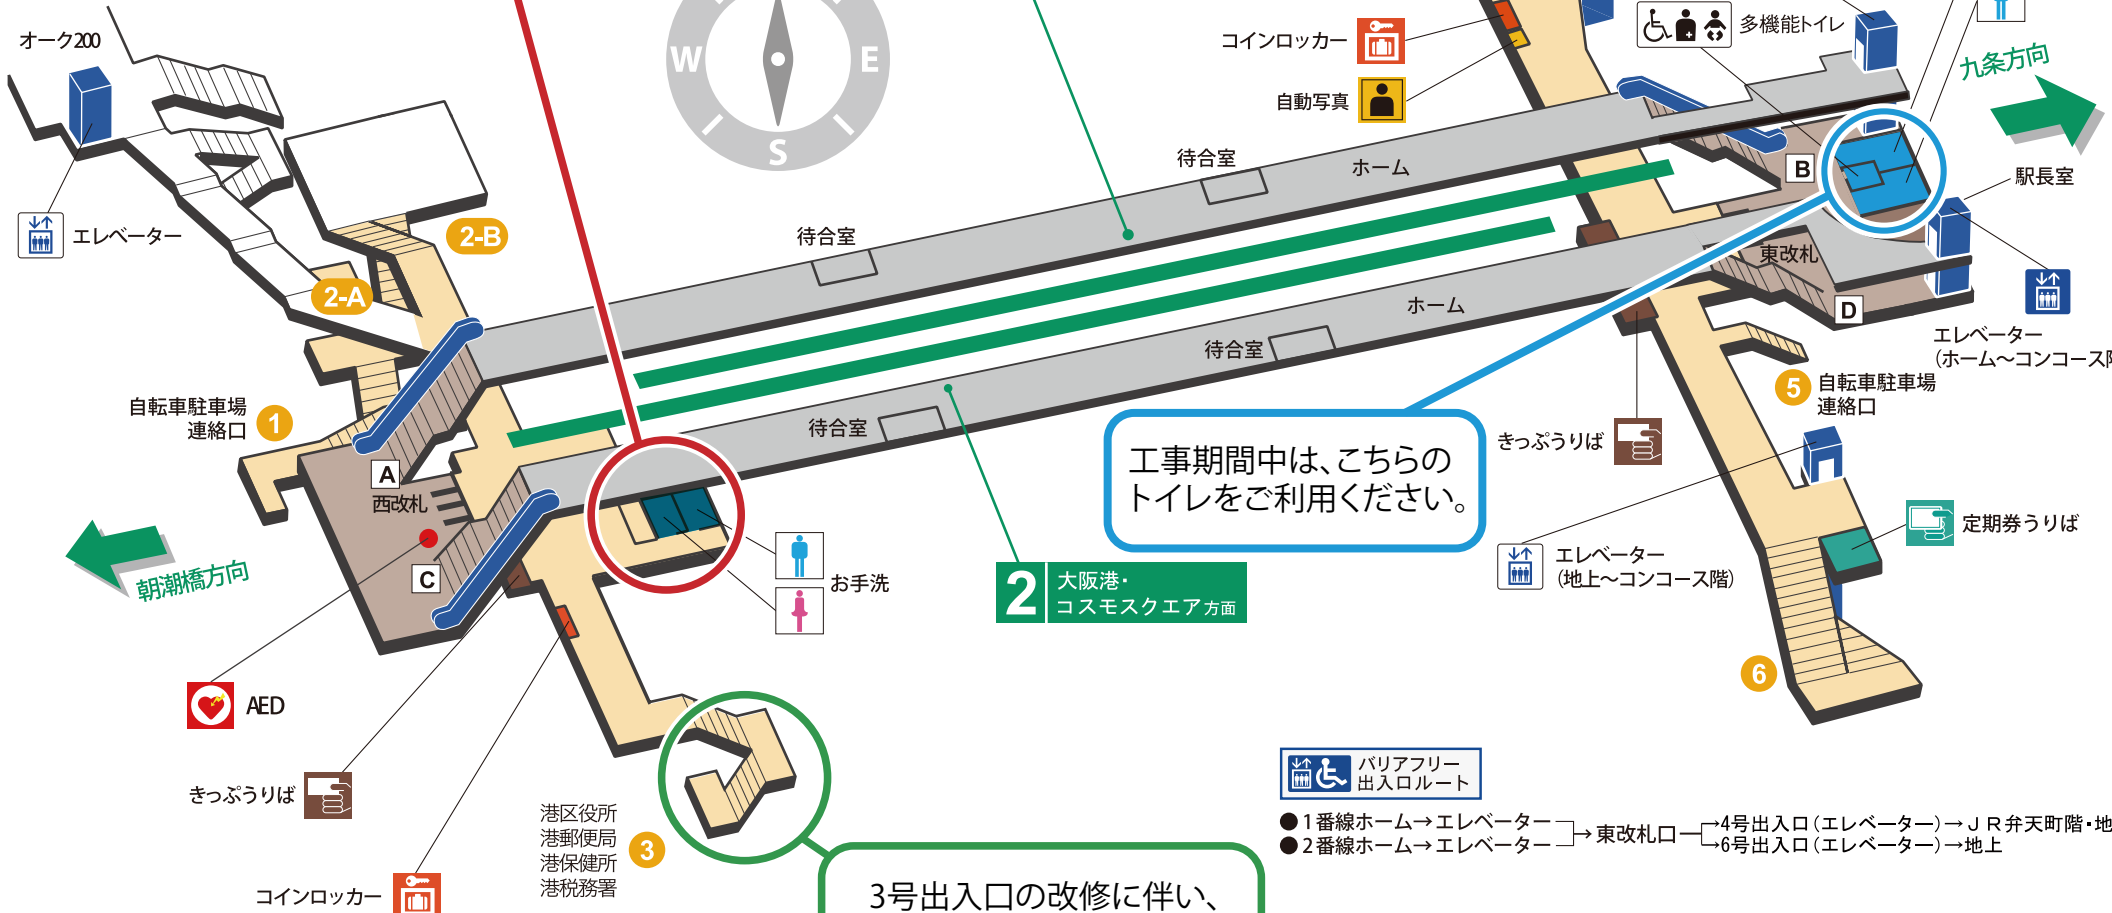 オーク200
エレベーター
2-B
2-A
自転車駐車場
連絡口
1
A
西改札
C
朝潮橋方向
AED
きっぷうりば
コインロッカー
港区役所
港郵便局
港保健所
港税務署
3
3号出入口の改修に伴い、
お手洗
W
E
S
コインロッカー
自動写真
待合室
ホーム
待合室
ホーム
待合室
待合室
2
大阪港・
コスモスクエア方面
工事期間中は、こちらの
トイレをご利用ください。
多機能トイレ
九条方向
B
駅長室
東改札
D
エレベーター
(ホーム～コンコース階
5
自転車駐車場
連絡口
きっぷうりば
エレベーター
(地上～コンコース階)
定期券うりば
6
バリアフリー
出入口ルート
●1番線ホーム→エレベーター
●2番線ホーム→エレベーター
→東改札口
→4号出入口(エレベーター)→JR弁天町階・地
→6号出入口(エレベーター)→地上